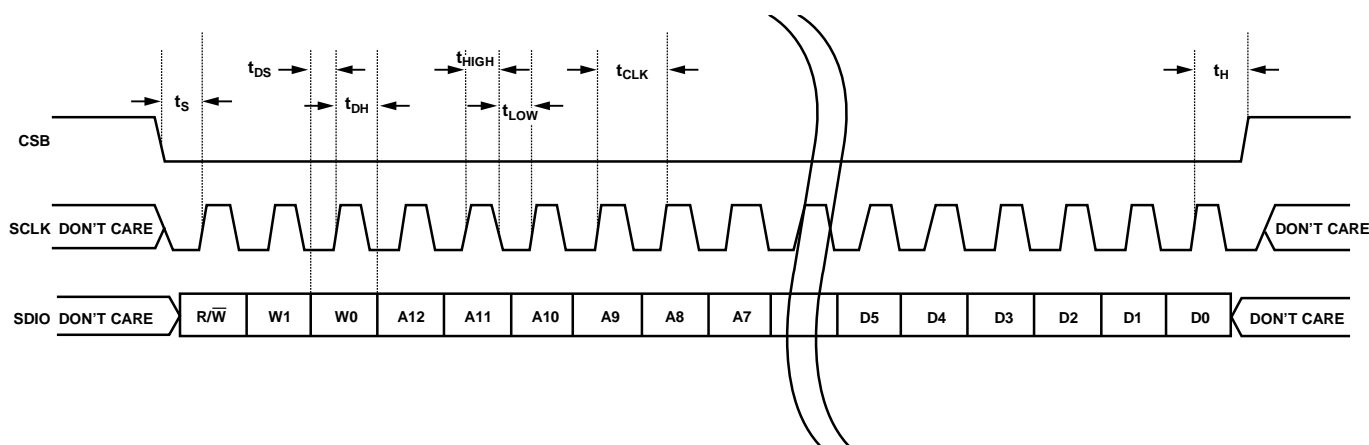 tDS
tHIGH
tCLK
tH
tS
tDH
tLOW
CSB
SCLK DON'T CARE DON'T CARE
SDIO DON'T CARE R/W̅ W1 W0 A12 A11 A10 A9 A8 A7 D5 D4 D3 D2 D1 D0 DON'T CARE